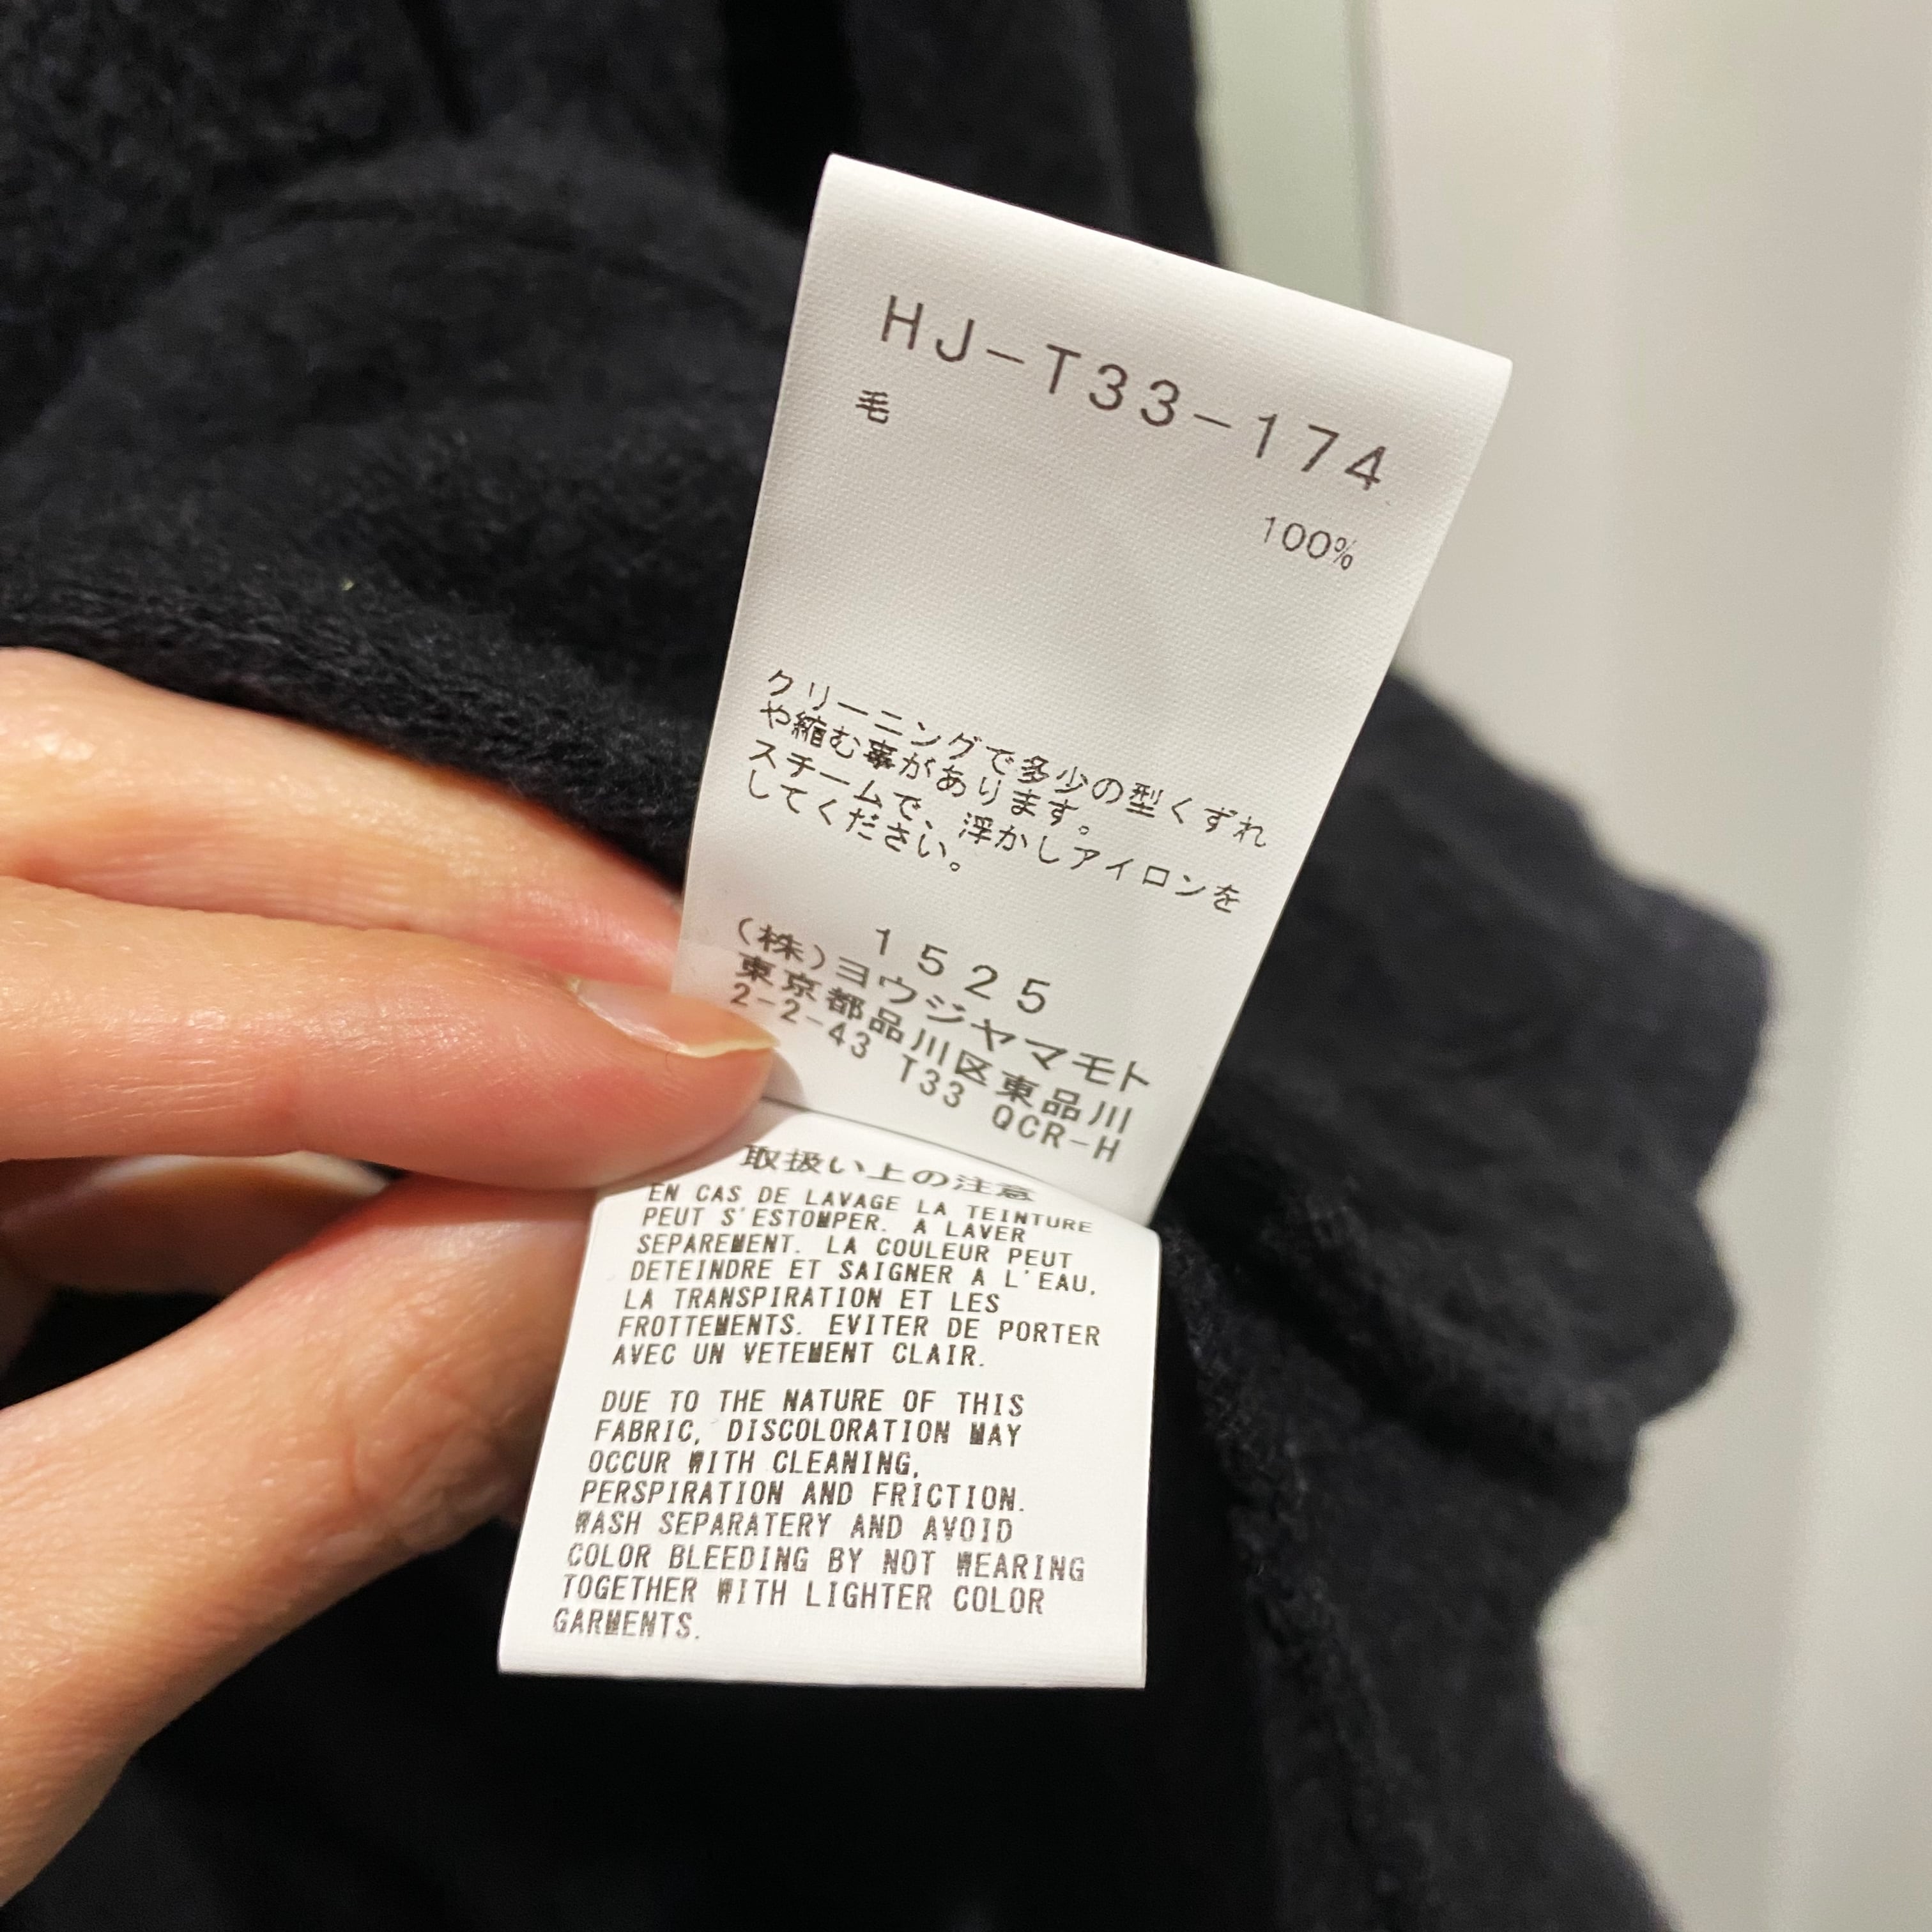 HJ-T33-174
毛
100%
クリーニングで多少の型くずれ
や縮む事があります。
スチームで、浮かしアイロンを
してください。
1525
(株)ヨウジヤマモト
東京都品川区東品川
2-2-43 T33 QCR-H
取扱い上の注意
EN CAS DE LAVAGE LA TEINTURE
PEUT S'ESTOMPER. A LAVER
SEPAREMENT. LA COULEUR PEUT
DETEINDRE ET SAIGNER A L'EAU,
LA TRANSPIRATION ET LES
FROTTEMENTS. EVITER DE PORTER
AVEC UN VETEMENT CLAIR.
DUE TO THE NATURE OF THIS
FABRIC, DISCOLORATION MAY
OCCUR WITH CLEANING,
PERSPIRATION AND FRICTION.
WASH SEPARATERY AND AVOID
COLOR BLEEDING BY NOT WEARING
TOGETHER WITH LIGHTER COLOR
GARMENTS.